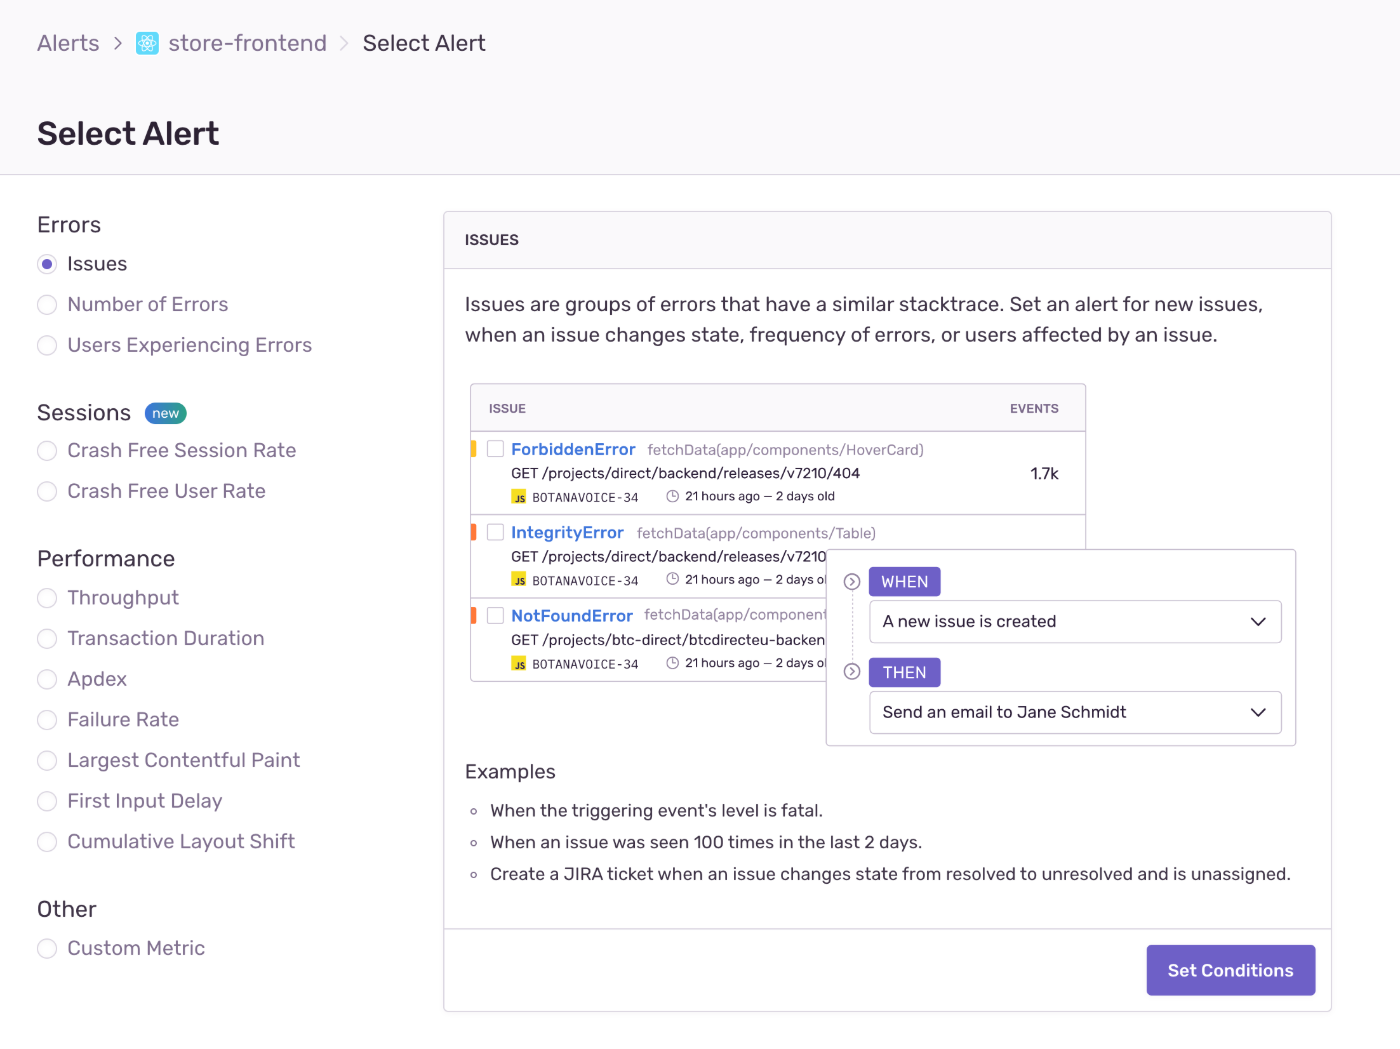 Alerts > store-frontend > Select Alert
Select Alert
Errors
Issues
Number of Errors
Users Experiencing Errors
Sessions new
Crash Free Session Rate
Crash Free User Rate
Performance
Throughput
Transaction Duration
Apdex
Failure Rate
Largest Contentful Paint
First Input Delay
Cumulative Layout Shift
Other
Custom Metric
ISSUES
Issues are groups of errors that have a similar stacktrace. Set an alert for new issues,
when an issue changes state, frequency of errors, or users affected by an issue.
ISSUE EVENTS
ForbiddenError fetchData(app/components/HoverCard)
GET /projects/direct/backend/releases/v7210/404 1.7k
JS BOTANAVOICE-34 21 hours ago — 2 days old
IntegrityError fetchData(app/components/Table)
GET /projects/direct/backend/releases/v7210
JS BOTANAVOICE-34 21 hours ago — 2 days ol
NotFoundError fetchData(app/component
GET /projects/btc-direct/btcdirecteu-backen
JS BOTANAVOICE-34 21 hours ago — 2 days ol
WHEN
A new issue is created
THEN
Send an email to Jane Schmidt
Examples
When the triggering event's level is fatal.
When an issue was seen 100 times in the last 2 days.
Create a JIRA ticket when an issue changes state from resolved to unresolved and is unassigned.
Set Conditions